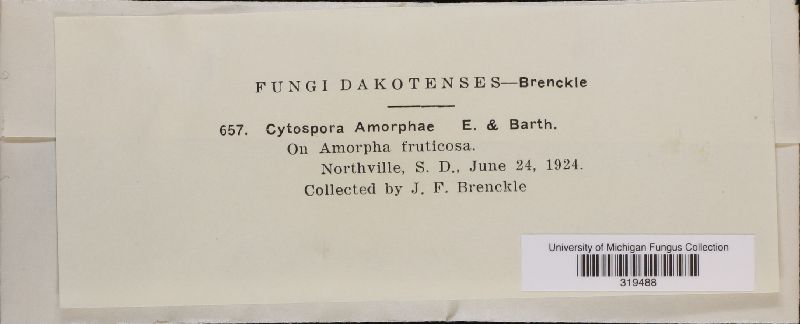 FUNGI DAKOTENSES—Brenckle
657. Cytospora Amorphae E. & Barth.
On Amorpha fruticosa.
Northville, S. D., June 24, 1924.
Collected by J. F. Brenckle
University of Michigan Fungus Collection
319488